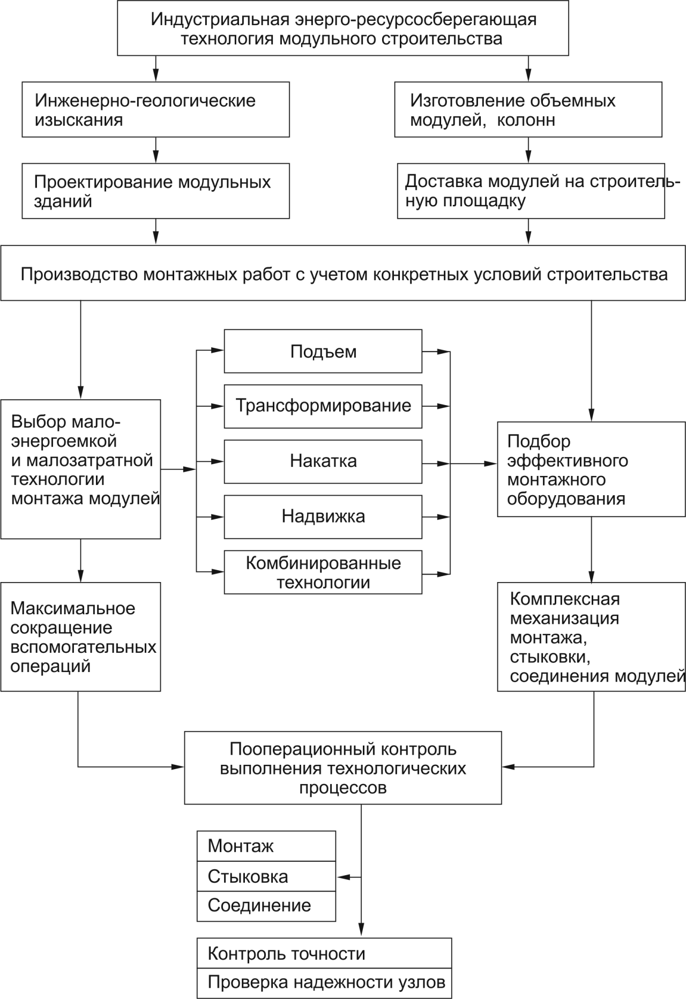 Индустриальная энерго-ресурсосберегающая
технология модульного строительства
Инженерно-геологические
изыскания
Изготовление объемных
модулей, колонн
Проектирование модульных
зданий
Доставка модулей на строитель-
ную площадку
Производство монтажных работ с учетом конкретных условий строительства
Выбор мало-
энергоемкой
и малозатратной
технологии
монтажа модулей
Подъем
Трансформирование
Накатка
Надвижка
Комбинированные
технологии
Подбор
эффективного
монтажного
оборудования
Максимальное
сокращение
вспомогательных
операций
Комплексная
механизация
монтажа,
стыковки,
соединения модулей
Пооперационный контроль
выполнения технологических
процессов
Монтаж
Стыковка
Соединение
Контроль точности
Проверка надежности узлов